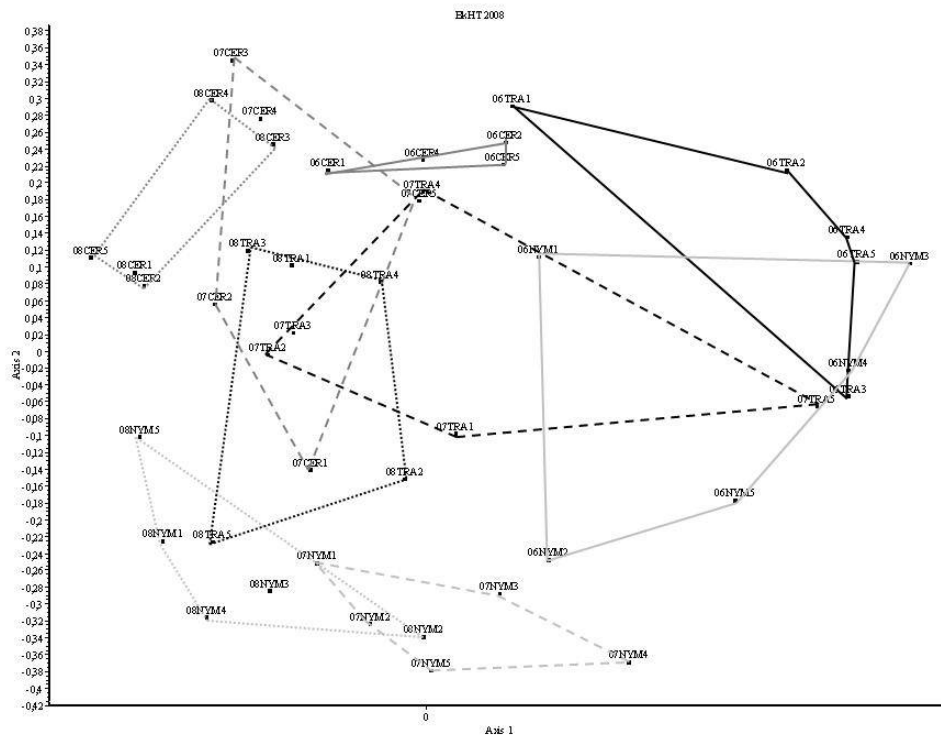 BkHT 2008
0,38
0,36
0,34
0,32
0,3
0,28
0,26
0,24
0,22
0,2
0,18
0,16
0,14
0,12
0,1
0,08
0,06
0,04
0,02
0
-0,02
-0,04
-0,06
-0,08
-0,1
-0,12
-0,14
-0,16
-0,18
-0,2
-0,22
-0,24
-0,26
-0,28
-0,3
-0,32
-0,34
-0,36
-0,38
-0,4
-0,42
Axis 2
07CER3
08CER4
07CER4
06TRA1
08CER3
06CER2
06CER4
06CER5
06CER1
06TRA2
07TRA4
07CER5
06TRA4
08TRA3
06NYM1
06TRA5
06NYM3
08CER5
08TRA1
08CER1
08CER2
08TRA4
07CER2
07TRA3
07TRA2
06NYM4
06TRA3
07TRA5
07TRA1
08NYM5
07CER1
08TRA2
06NYM5
08NYM1
08TRA5
07NYM1
06NYM2
08NYM3
07NYM3
08NYM4
07NYM2
08NYM2
07NYM5
07NYM4
0
Axis 1